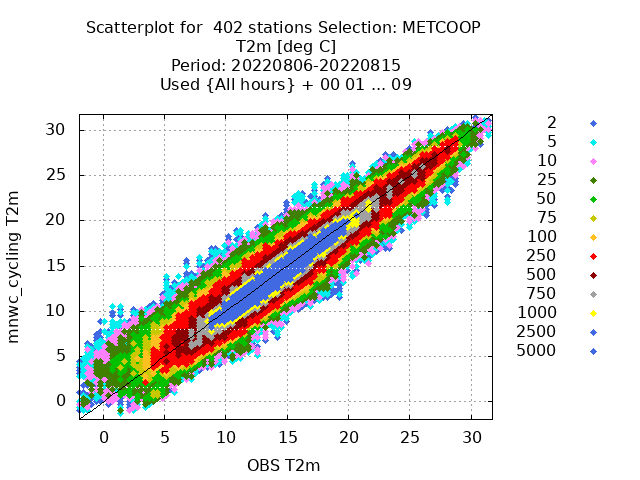 Scatterplot for  402 stations Selection: METCOOP
T2m [deg C]
Period: 20220806-20220815
Used {All hours} + 00 01 ... 09
mnwc_cycling T2m
30
25
20
15
10
5
0
0 5 10 15 20 25 30
OBS T2m
2
5
10
25
50
75
100
250
500
750
1000
2500
5000